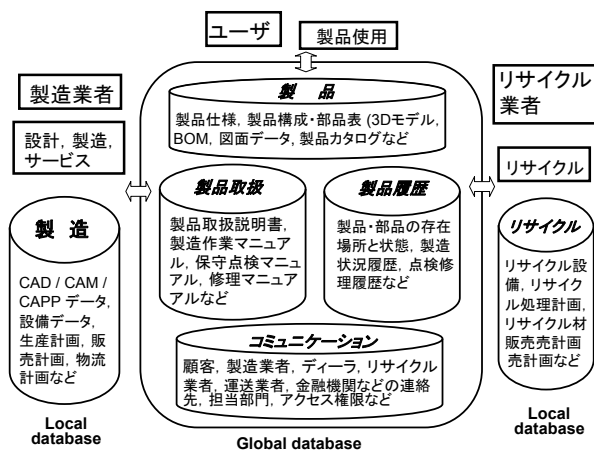 ユーザ
製品使用
製造業者
設計, 製造,
サービス
リサイクル
業者
リサイクル
製 品
製品仕様, 製品構成・部品表 (3Dモデル,
BOM, 図面データ, 製品カタログなど
製品取扱
製品取扱説明書,
製造作業マニュア
ル, 保守点検マニュ
アル, 修理マニュア
アルなど
製品履歴
製品・部品の存在
場所と状態, 製造
状況履歴, 点検修
理履歴など
製 造
CAD / CAM /
CAPP データ,
設備データ,
生産計画, 販
売計画, 物流
計画など
リサイクル
リサイクル設
備, リサイク
ル処理計画,
リサイクル材
販売売計画
売計画など
コミュニケーション
顧客, 製造業者, ディーラ, リサイクル
業者, 運送業者, 金融機関などの連絡
先, 担当部門, アクセス権限など
Local
database
Global database
Local
database